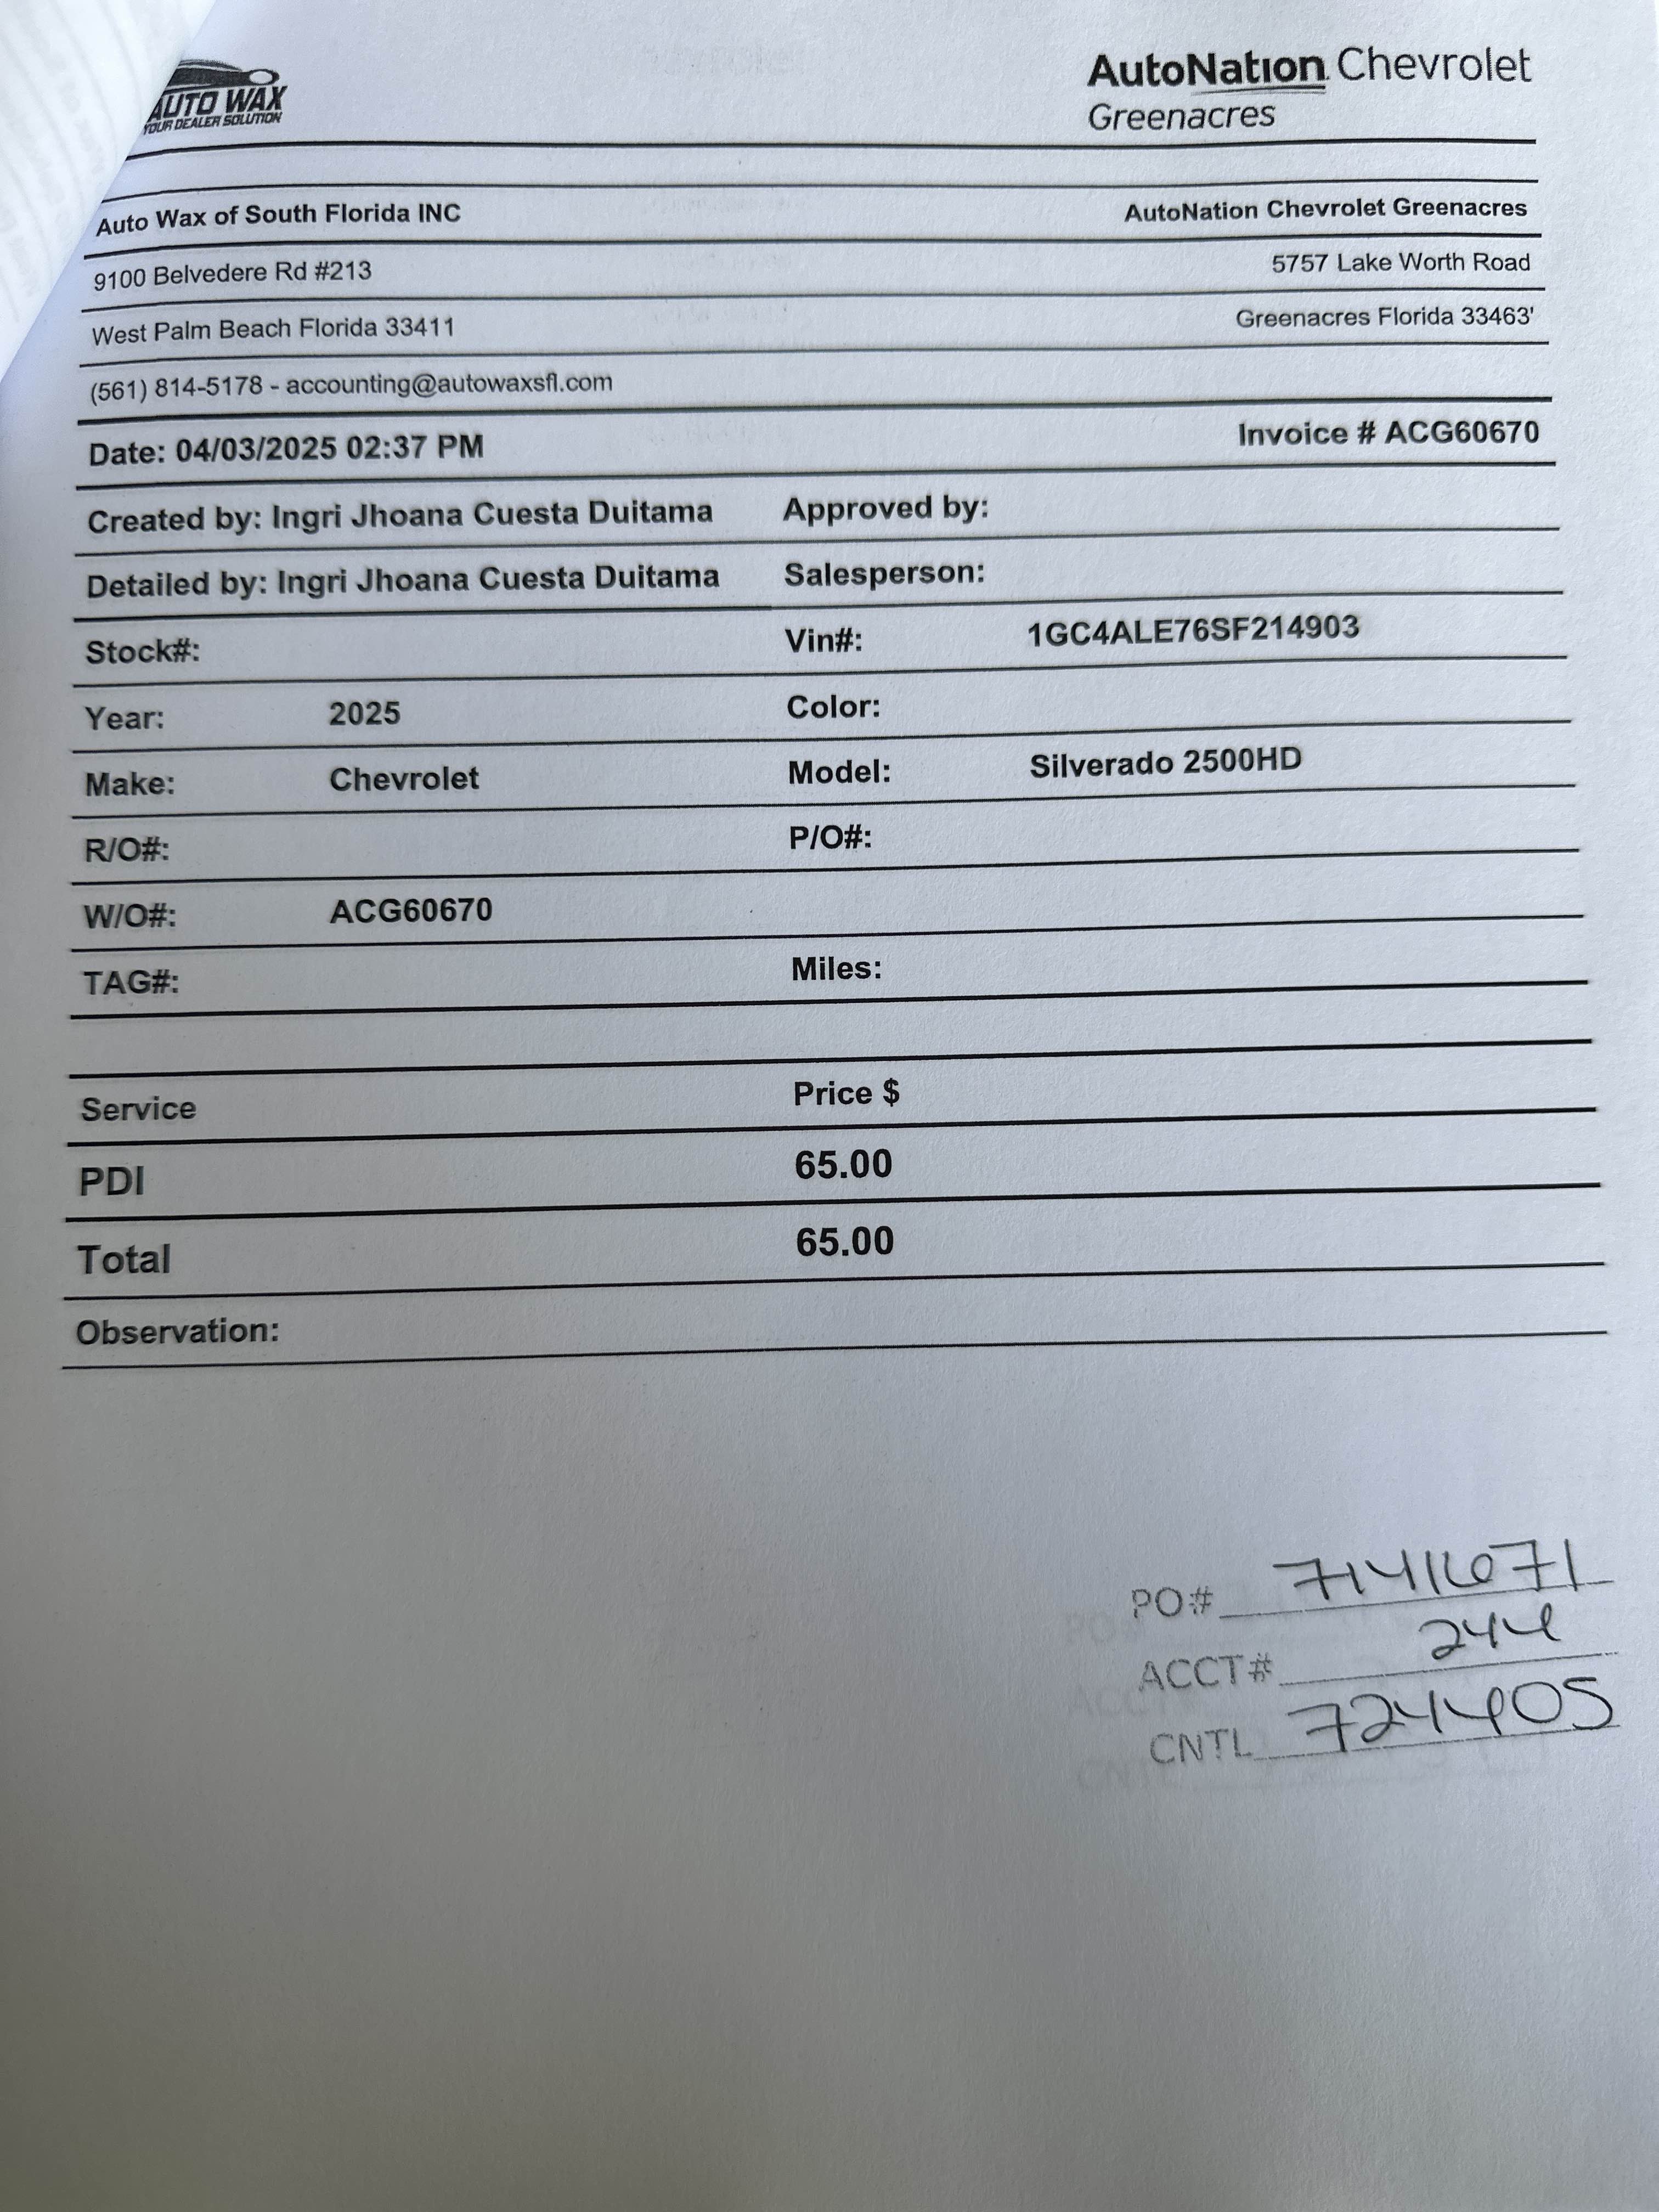 AUTO WAX
YOUR DEALER SOLUTION
AutoNation Chevrolet
Greenacres
Auto Wax of South Florida INC AutoNation Chevrolet Greenacres
9100 Belvedere Rd #213 5757 Lake Worth Road
West Palm Beach Florida 33411 Greenacres Florida 33463'
(561) 814-5178 - accounting@autowaxsfl.com
Date: 04/03/2025 02:37 PM Invoice # ACG60670
Created by: Ingri Jhoana Cuesta Duitama Approved by:
Detailed by: Ingri Jhoana Cuesta Duitama Salesperson:
Stock#: Vin#: 1GC4ALE76SF214903
Year: 2025 Color:
Make: Chevrolet Model: Silverado 2500HD
R/O#: P/O#:
W/O#: ACG60670
TAG#: Miles:
Service Price $
PDI 65.00
Total 65.00
Observation:
PO# 71411671
ACCT# 244
CNTL 724405